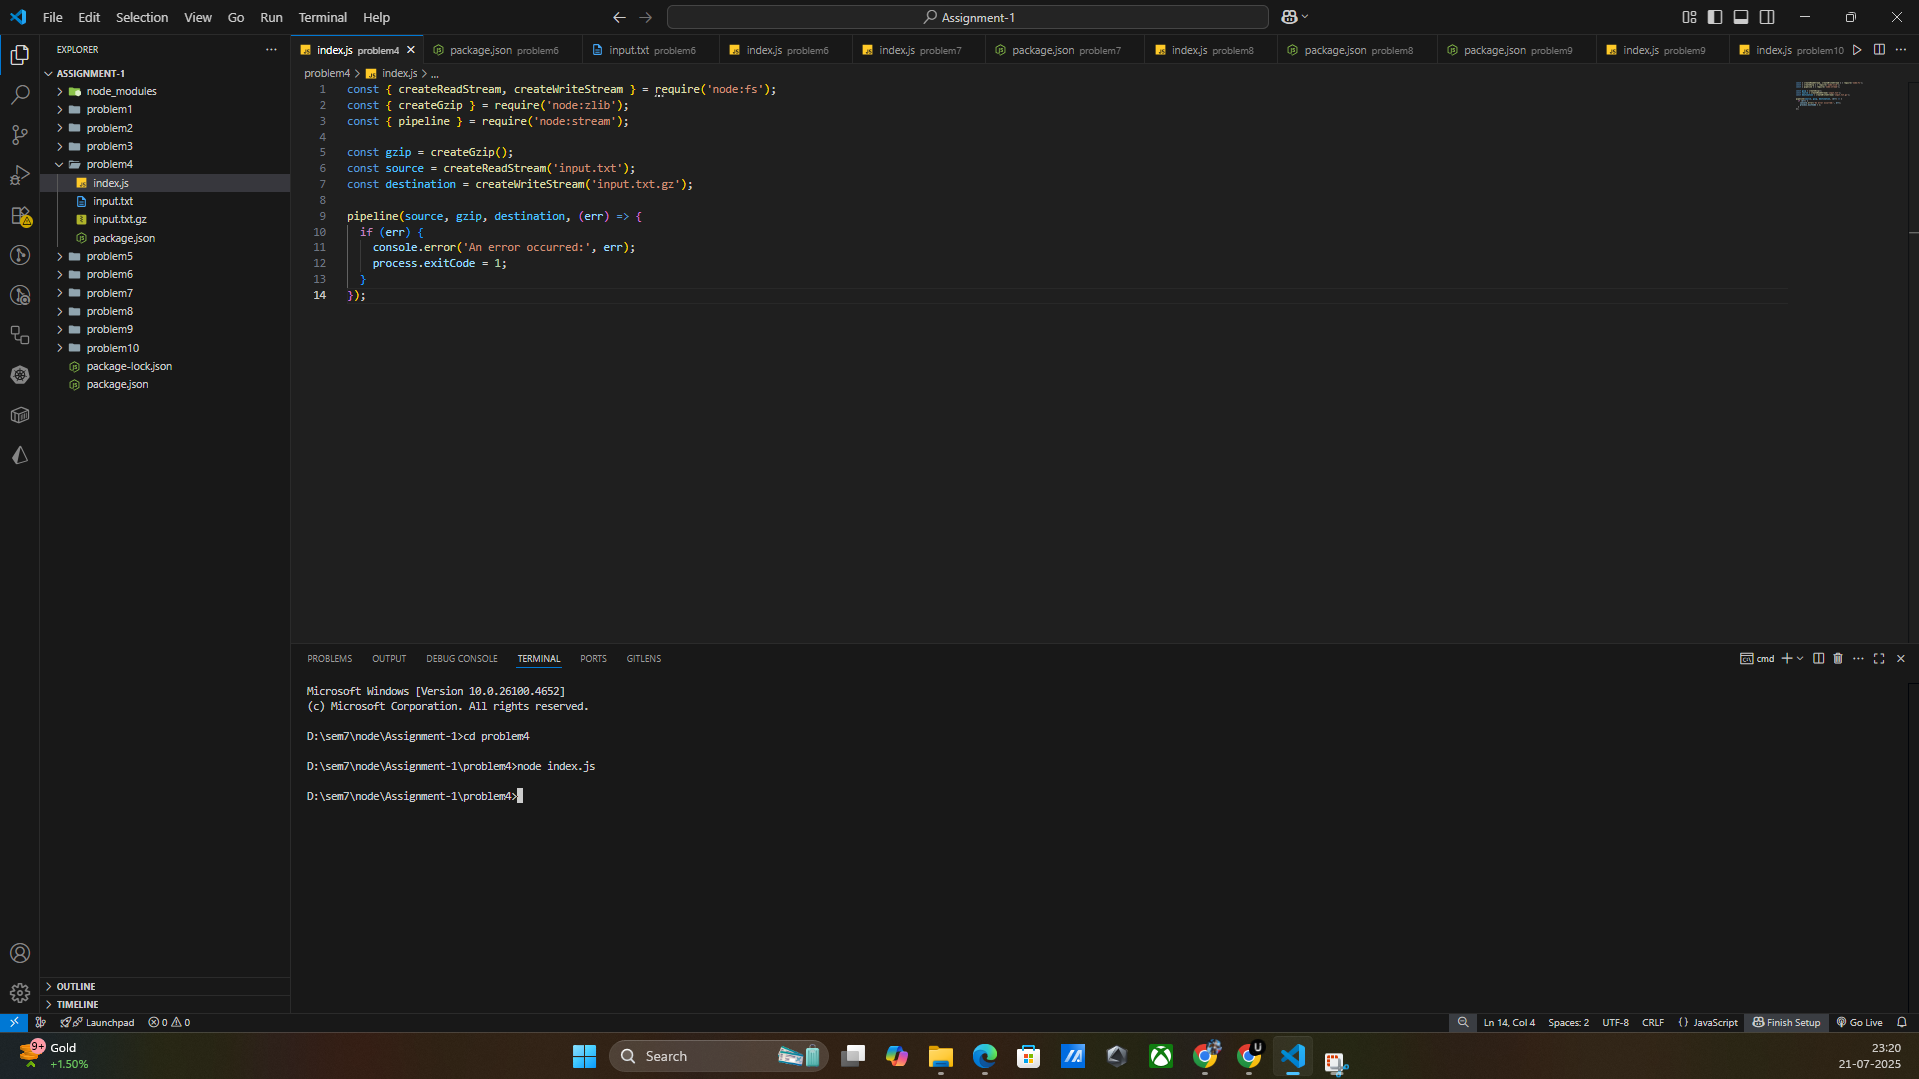 File Edit Selection View Go Run Terminal Help
Assignment-1
EXPLORER
ASSIGNMENT-1
node_modules
problem1
problem2
problem3
problem4
index.js
input.txt
input.txt.gz
package.json
problem5
problem6
problem7
problem8
problem9
problem10
package-lock.json
package.json
OUTLINE
TIMELINE
index.js problem4 package.json problem6 input.txt problem6 index.js problem6 index.js problem7 package.json problem7 index.js problem8 package.json problem8 package.json problem9 index.js problem9 index.js problem10
problem4 > index.js > ...
1 const { createReadStream, createWriteStream } = require('node:fs');
2 const { createGzip } = require('node:zlib');
3 const { pipeline } = require('node:stream');
4
5 const gzip = createGzip();
6 const source = createReadStream('input.txt');
7 const destination = createWriteStream('input.txt.gz');
8
9 pipeline(source, gzip, destination, (err) => {
10 if (err) {
11 console.error('An error occurred:', err);
12 process.exitCode = 1;
13 }
14 });
PROBLEMS OUTPUT DEBUG CONSOLE TERMINAL PORTS GITLENS
cmd
Microsoft Windows [Version 10.0.26100.4652]
(c) Microsoft Corporation. All rights reserved.
D:\sem7\node\Assignment-1>cd problem4
D:\sem7\node\Assignment-1\problem4>node index.js
D:\sem7\node\Assignment-1\problem4>
Launchpad 0 0 Ln 14, Col 4 Spaces: 2 UTF-8 CRLF {} JavaScript Finish Setup Go Live
9+ Gold
+1.50%
Search
U
23:20
21-07-2025